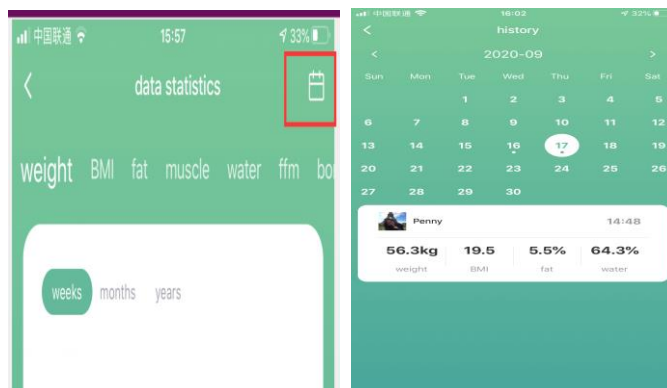 中国联通 15:57 33%
data statistics
weight BMI fat muscle water ffm bo
weeks months years
中国联通 16:03 32%
history
2020-09
Sun Mon Tue Wed Thu Fri Sat
1 2 3 4 5
6 7 8 9 10 11 12
13 14 15 16 17 18 19
20 21 22 23 24 25 26
27 28 29 30
Penny 14:48
56.3kg 19.5 5.5% 64.3%
weight BMI fat water